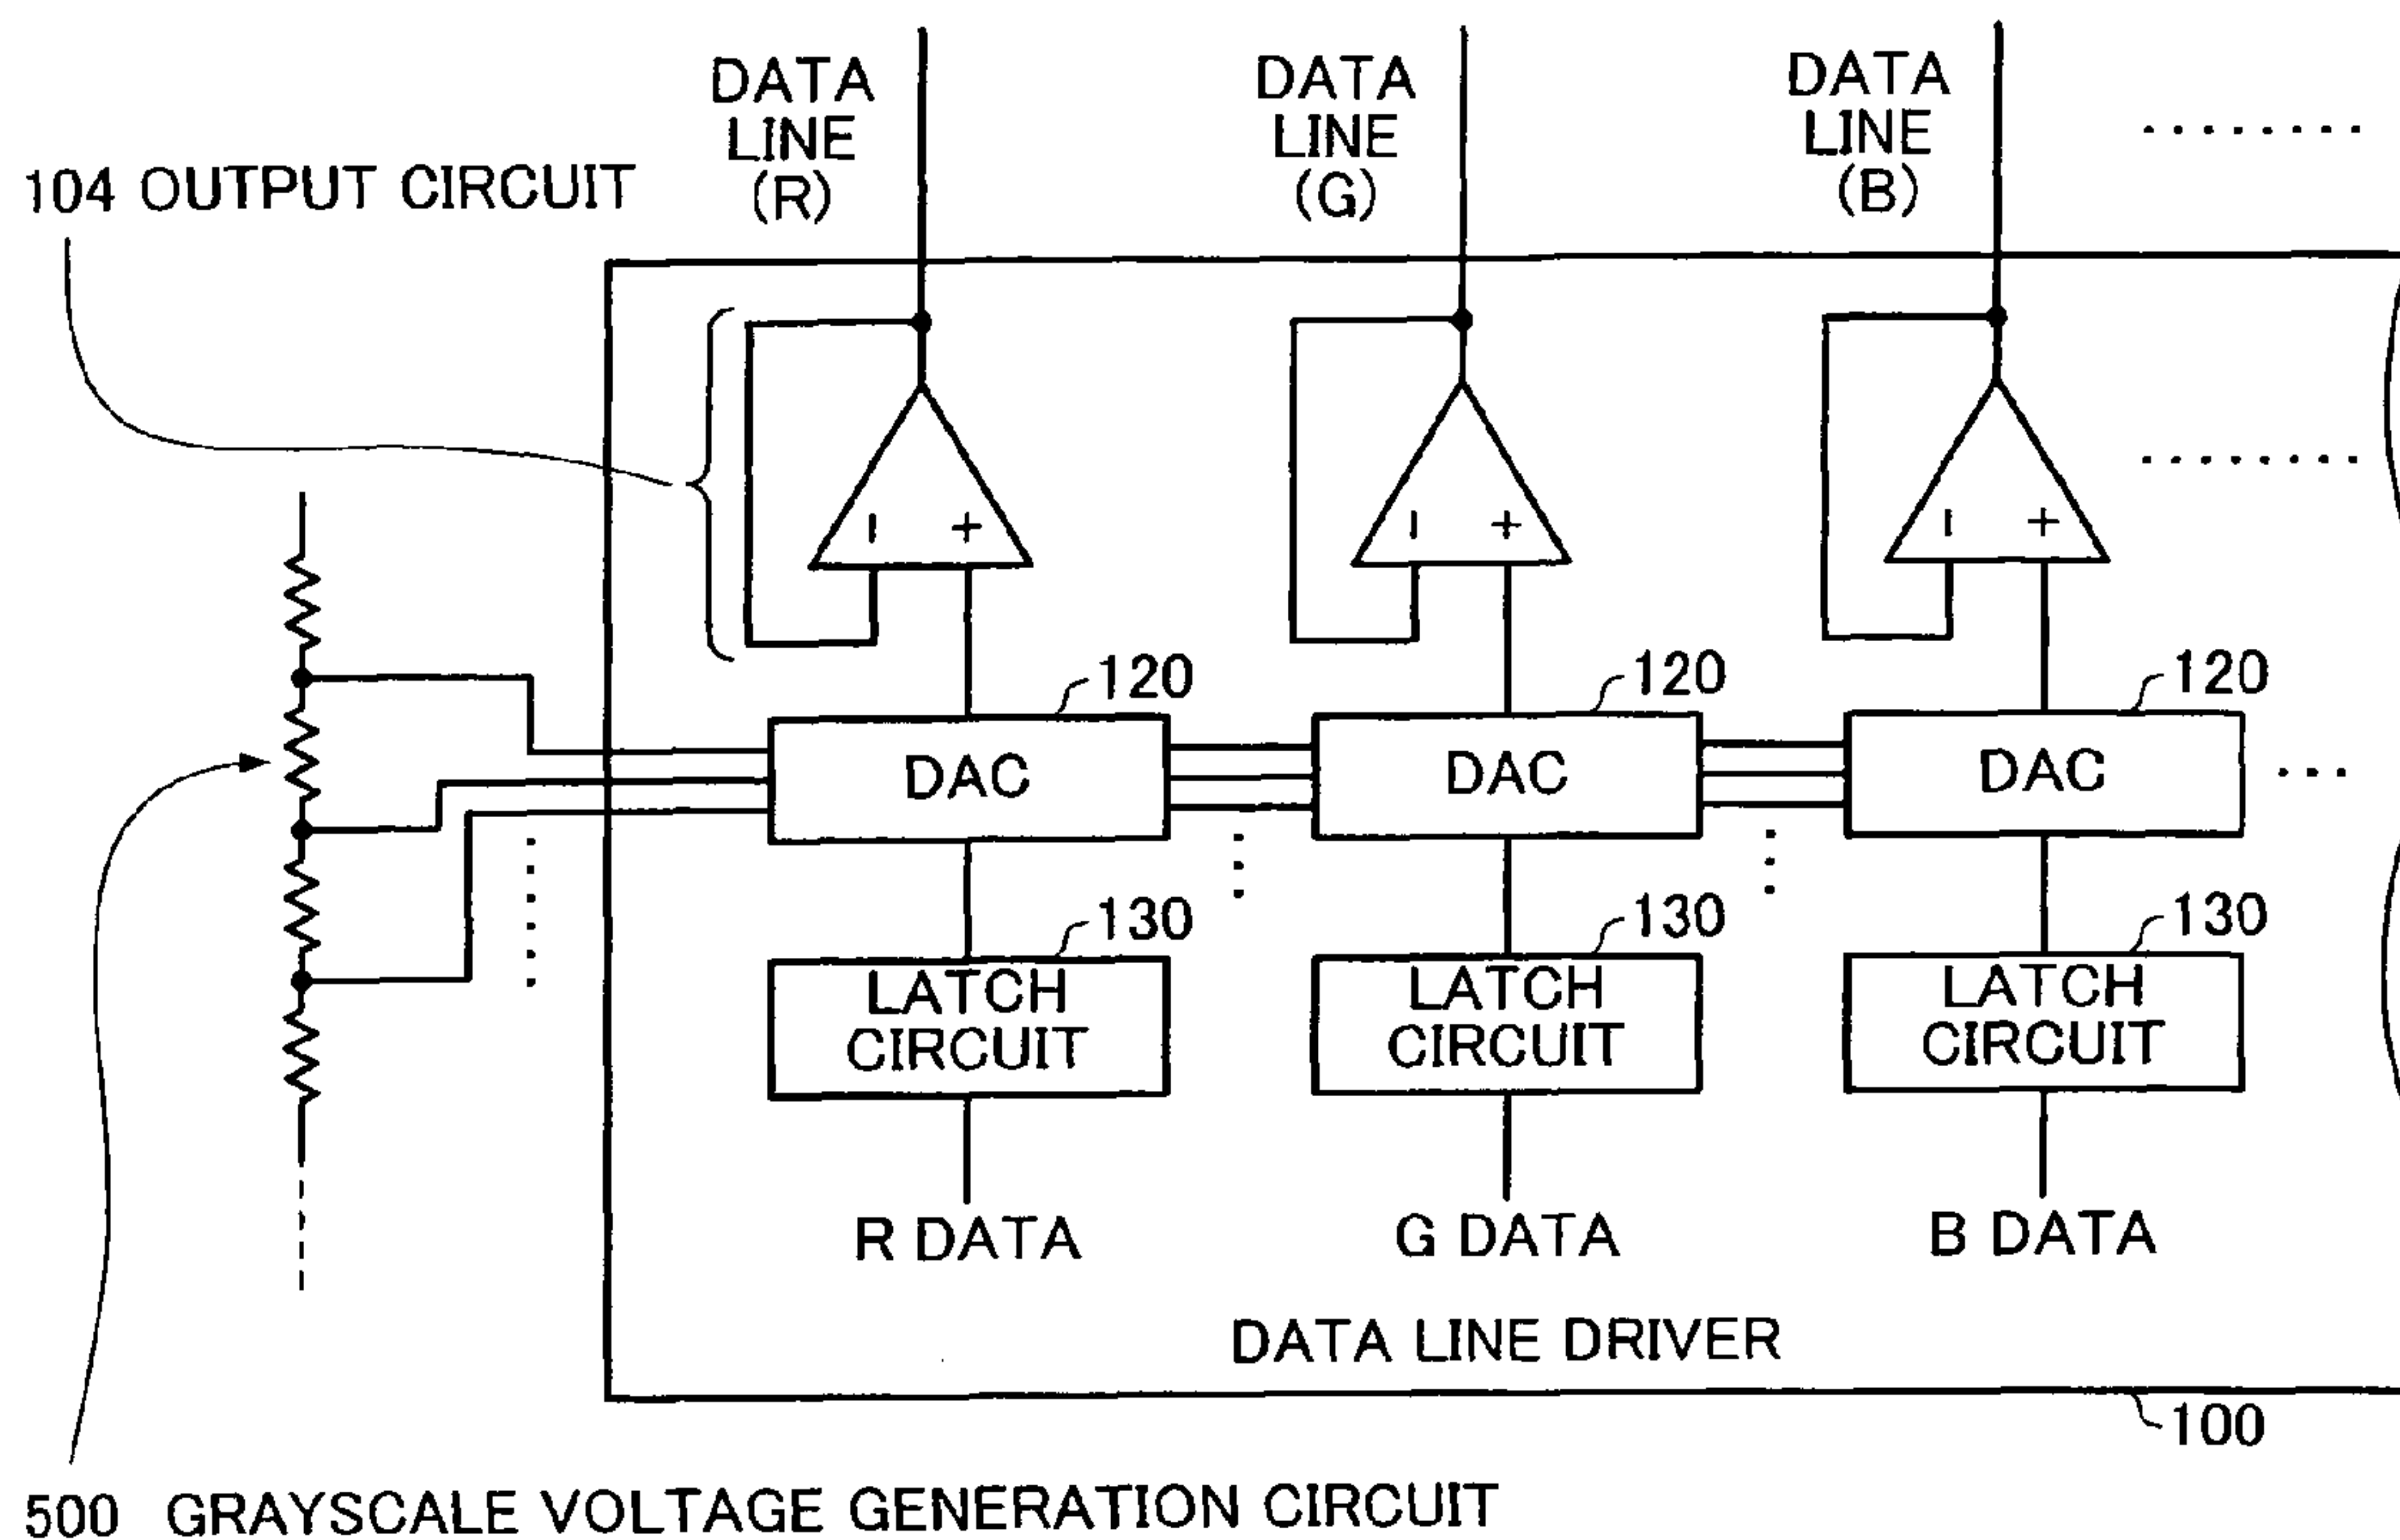 DATA
LINE
(R)
DATA
LINE
(G)
DATA
LINE
(B)
104 OUTPUT CIRCUIT
- +
- +
- +
120
120
120
DAC
DAC
DAC
130
130
130
LATCH
CIRCUIT
LATCH
CIRCUIT
LATCH
CIRCUIT
R DATA
G DATA
B DATA
DATA LINE DRIVER
100
500 GRAYSCALE VOLTAGE GENERATION CIRCUIT